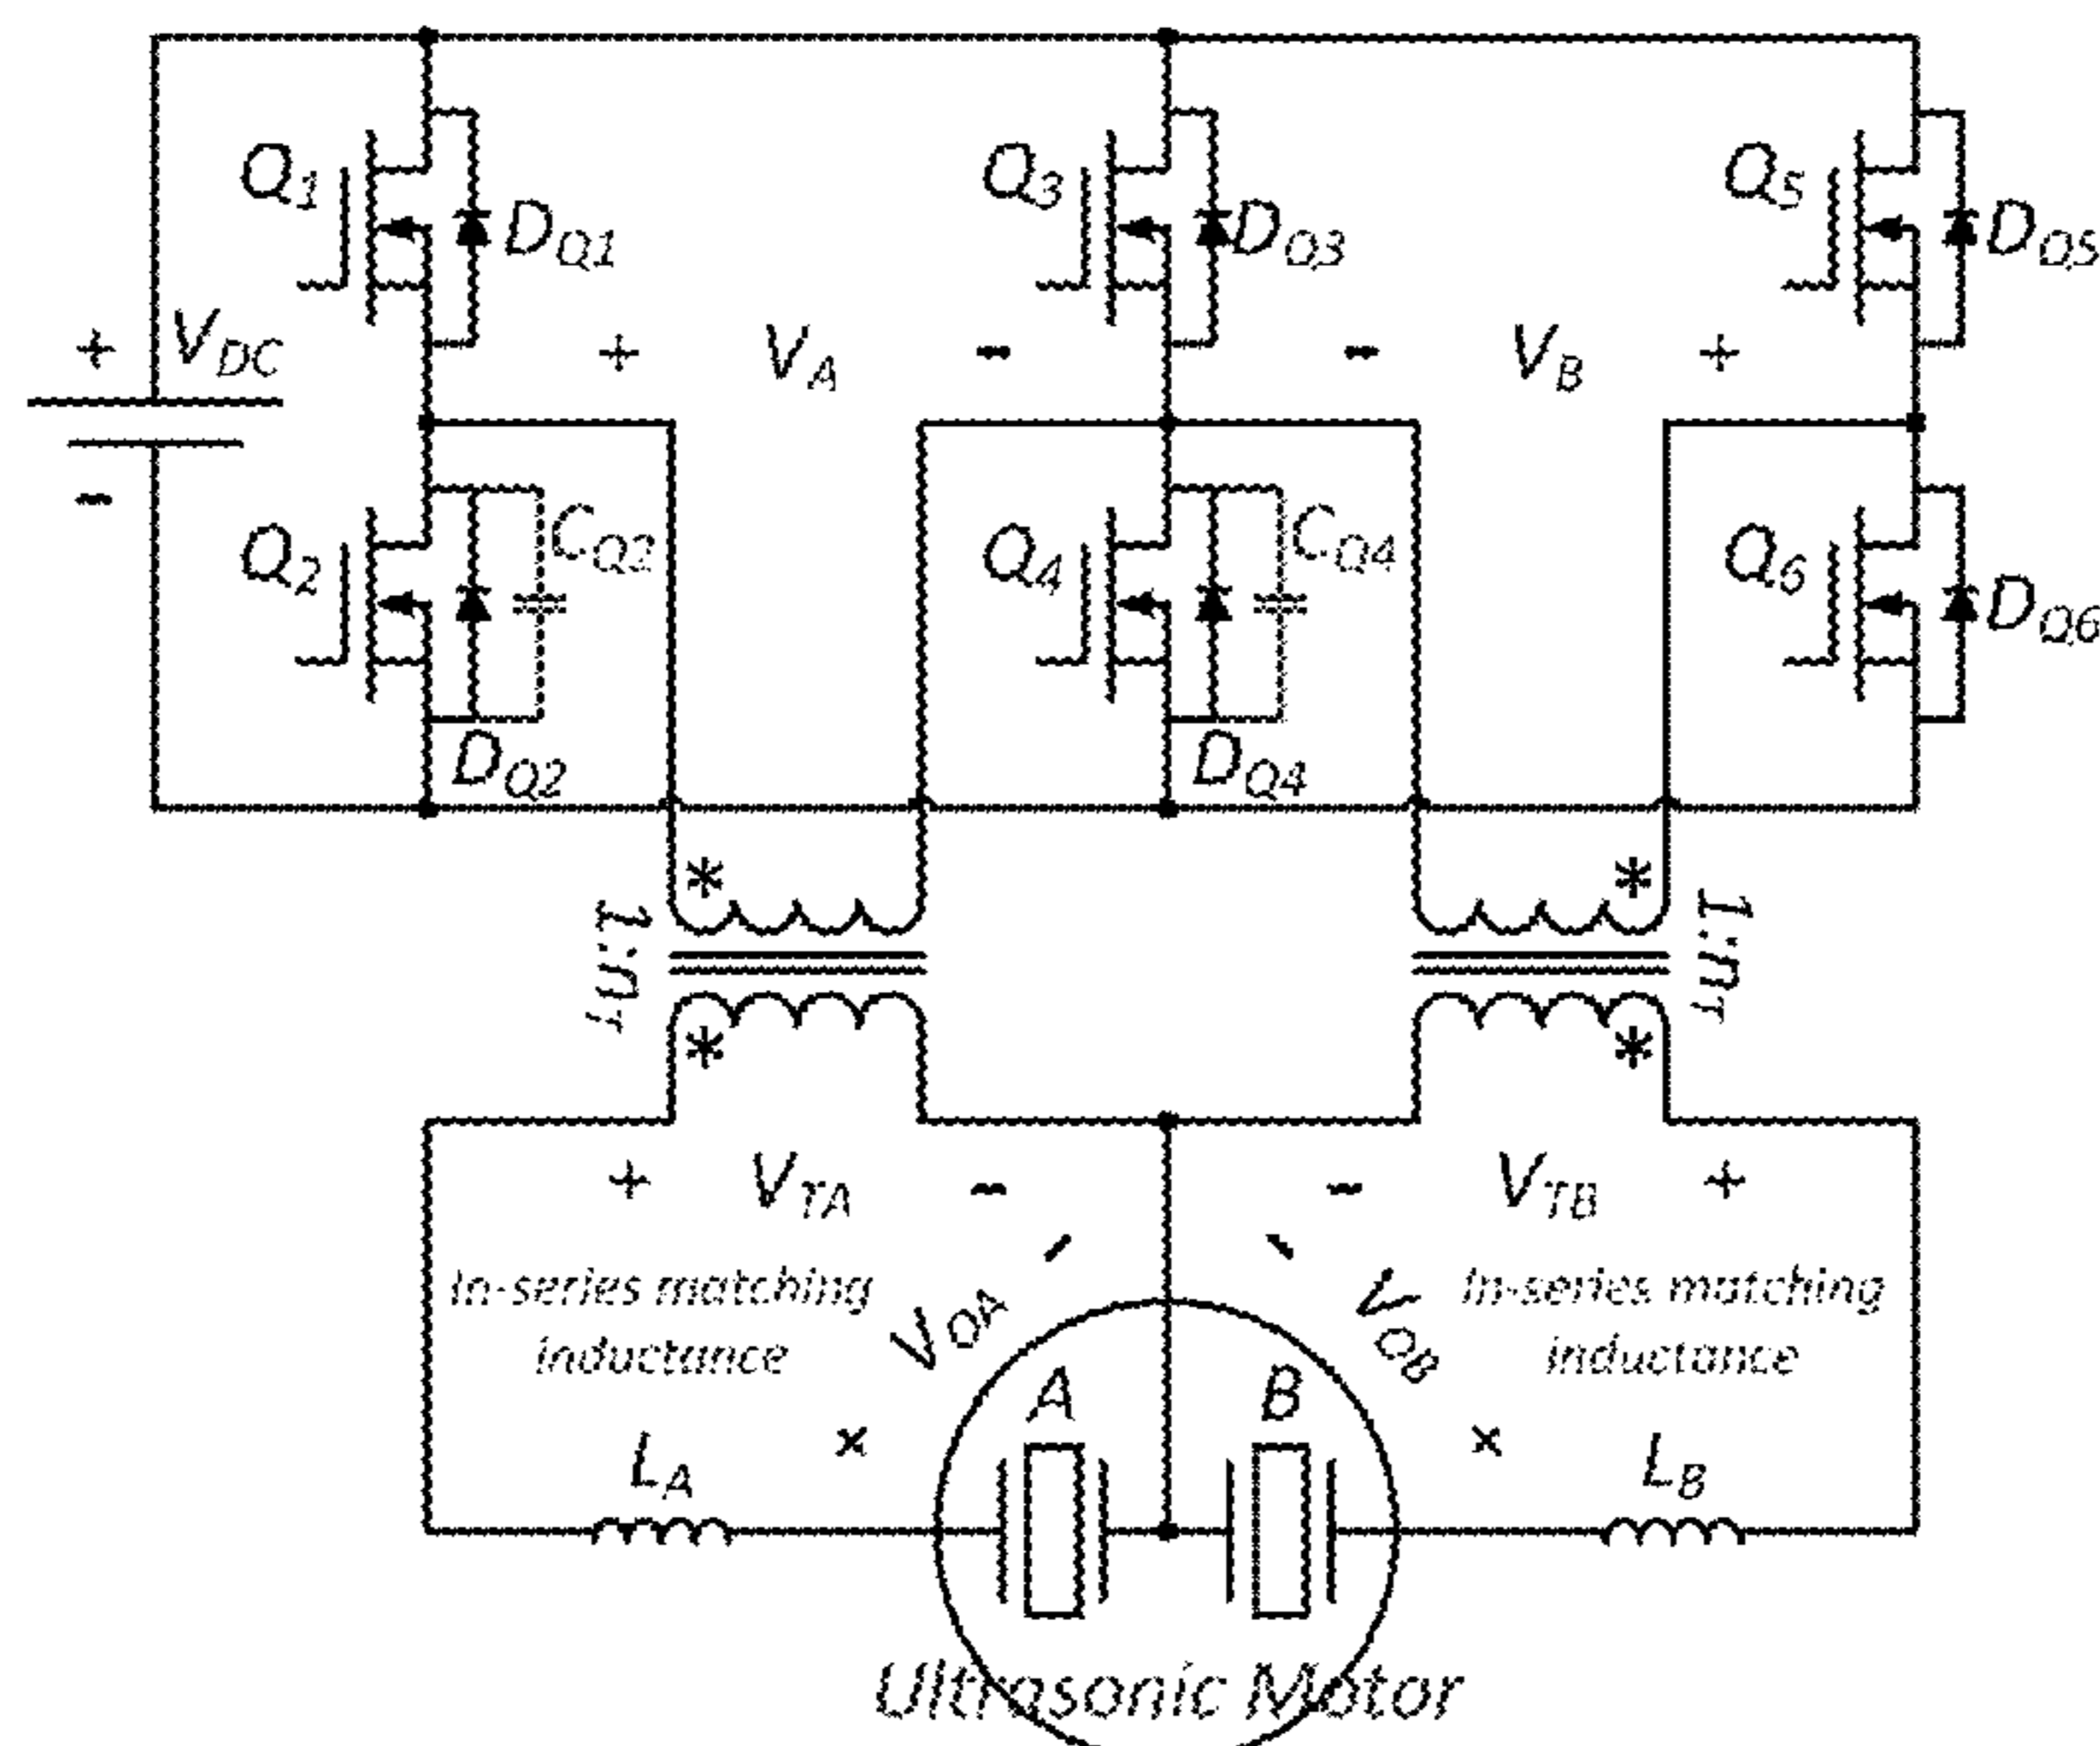 Q1
DQ1
Q3
DQ3
Q5
DQ5
+ VDC
+ VA -
- VB +
-
Q2
CQ2
Q4
CQ4
Q6
DQ6
DQ2
DQ4
*
*
1:nT
1:nT
*
*
+ VTA -
- VTB +
-
-
In-series matching
inductance
VOA
VOB
In-series matching
inductance
A
B
LA
+
+
LB
Ultrasonic Motor